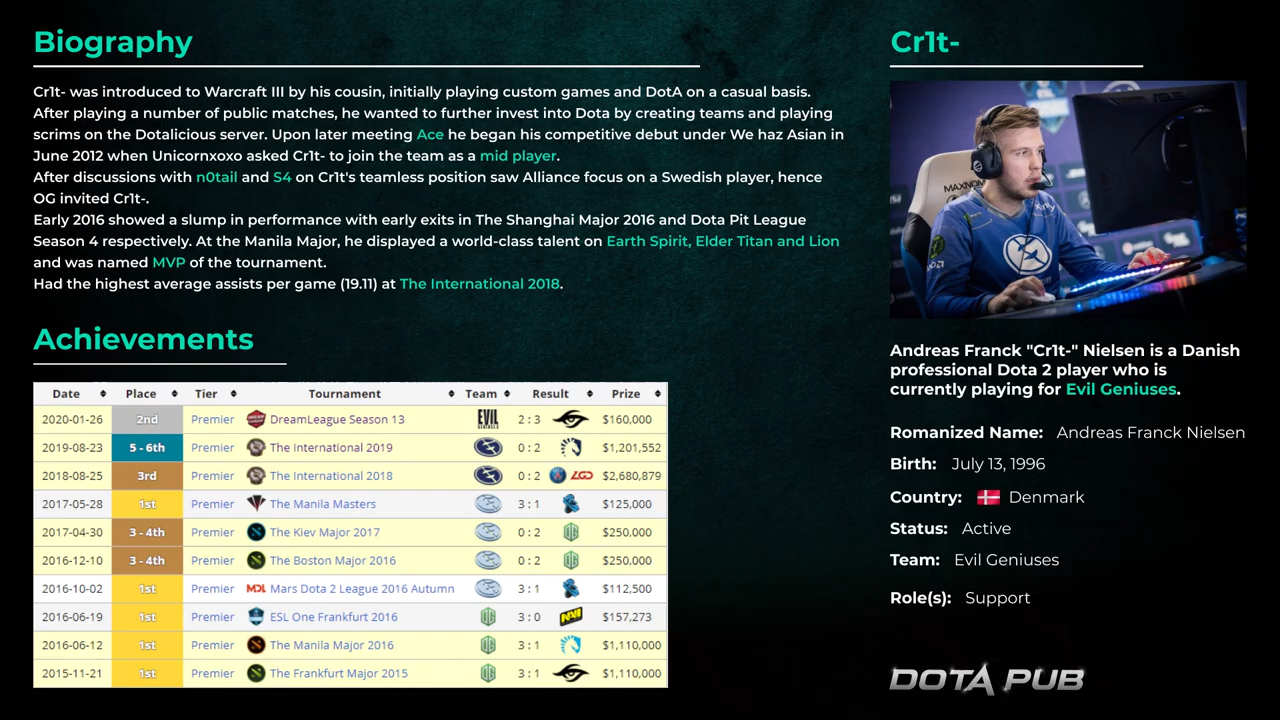 Biography
Cr1t- was introduced to Warcraft III by his cousin, initially playing custom games and DotA on a casual basis.
After playing a number of public matches, he wanted to further invest into Dota by creating teams and playing
scrims on the Dotalicious server. Upon later meeting Ace he began his competitive debut under We haz Asian in
June 2012 when Unicornxoxo asked Cr1t- to join the team as a mid player.
After discussions with n0tail and S4 on Cr1t's teamless position saw Alliance focus on a Swedish player, hence
OG invited Cr1t-.
Early 2016 showed a slump in performance with early exits in The Shanghai Major 2016 and Dota Pit League
Season 4 respectively. At the Manila Major, he displayed a world-class talent on Earth Spirit, Elder Titan and Lion
and was named MVP of the tournament.
Had the highest average assists per game (19.11) at The International 2018.
Achievements
Date Place Tier Tournament Team Result Prize
2020-01-26 2nd Premier DreamLeague Season 13 EVIL GENIUSES 2 : 3 $160,000
2019-08-23 5 - 6th Premier The International 2019 0 : 2 $1,201,552
2018-08-25 3rd Premier The International 2018 0 : 2 LGD $2,680,879
2017-05-28 1st Premier The Manila Masters 3 : 1 $125,000
2017-04-30 3 - 4th Premier The Kiev Major 2017 0 : 2 OG $250,000
2016-12-10 3 - 4th Premier The Boston Major 2016 0 : 2 OG $250,000
2016-10-02 1st Premier MDL Mars Dota 2 League 2016 Autumn 3 : 1 $112,500
2016-06-19 1st Premier ESL One Frankfurt 2016 OG 3 : 0 NAVI $157,273
2016-06-12 1st Premier The Manila Major 2016 OG 3 : 1 $1,110,000
2015-11-21 1st Premier The Frankfurt Major 2015 OG 3 : 1 $1,110,000
Cr1t-
MAXNOM
ASUS
Andreas Franck "Cr1t-" Nielsen is a Danish
professional Dota 2 player who is
currently playing for Evil Geniuses.
Romanized Name: Andreas Franck Nielsen
Birth: July 13, 1996
Country: Denmark
Status: Active
Team: Evil Geniuses
Role(s): Support
DOTA PUB